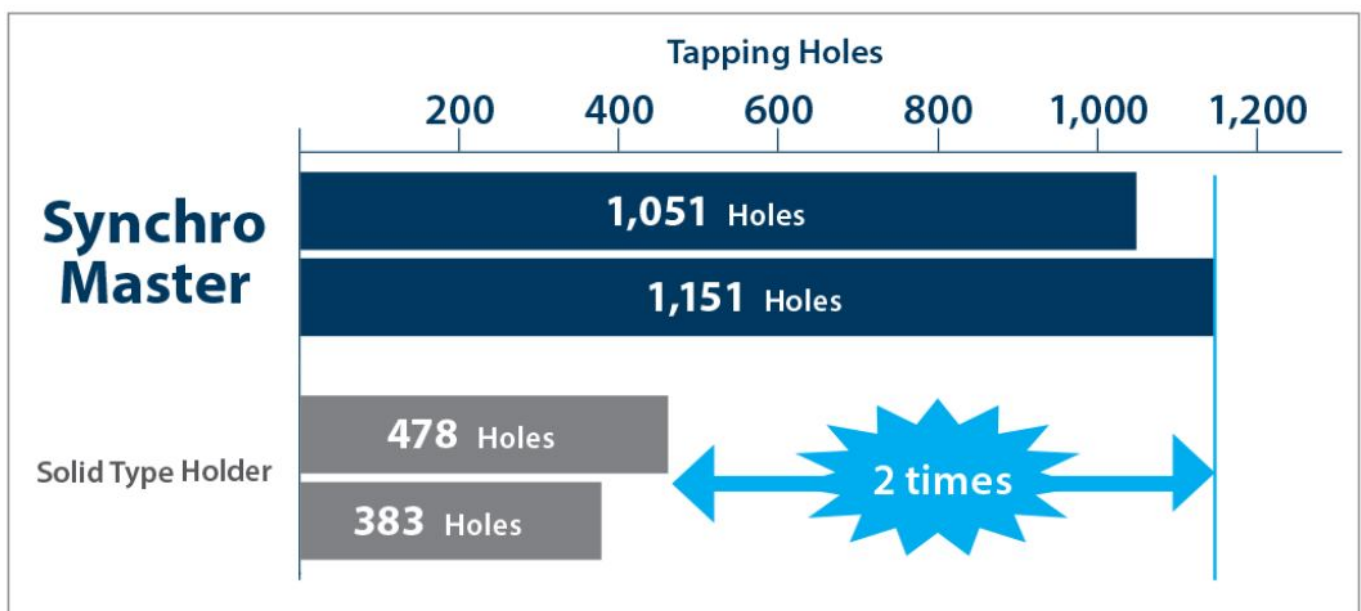 Tapping Holes
200 400 600 800 1,000 1,200
Synchro
Master
1,051 Holes
1,151 Holes
Solid Type Holder
478 Holes
383 Holes
2 times